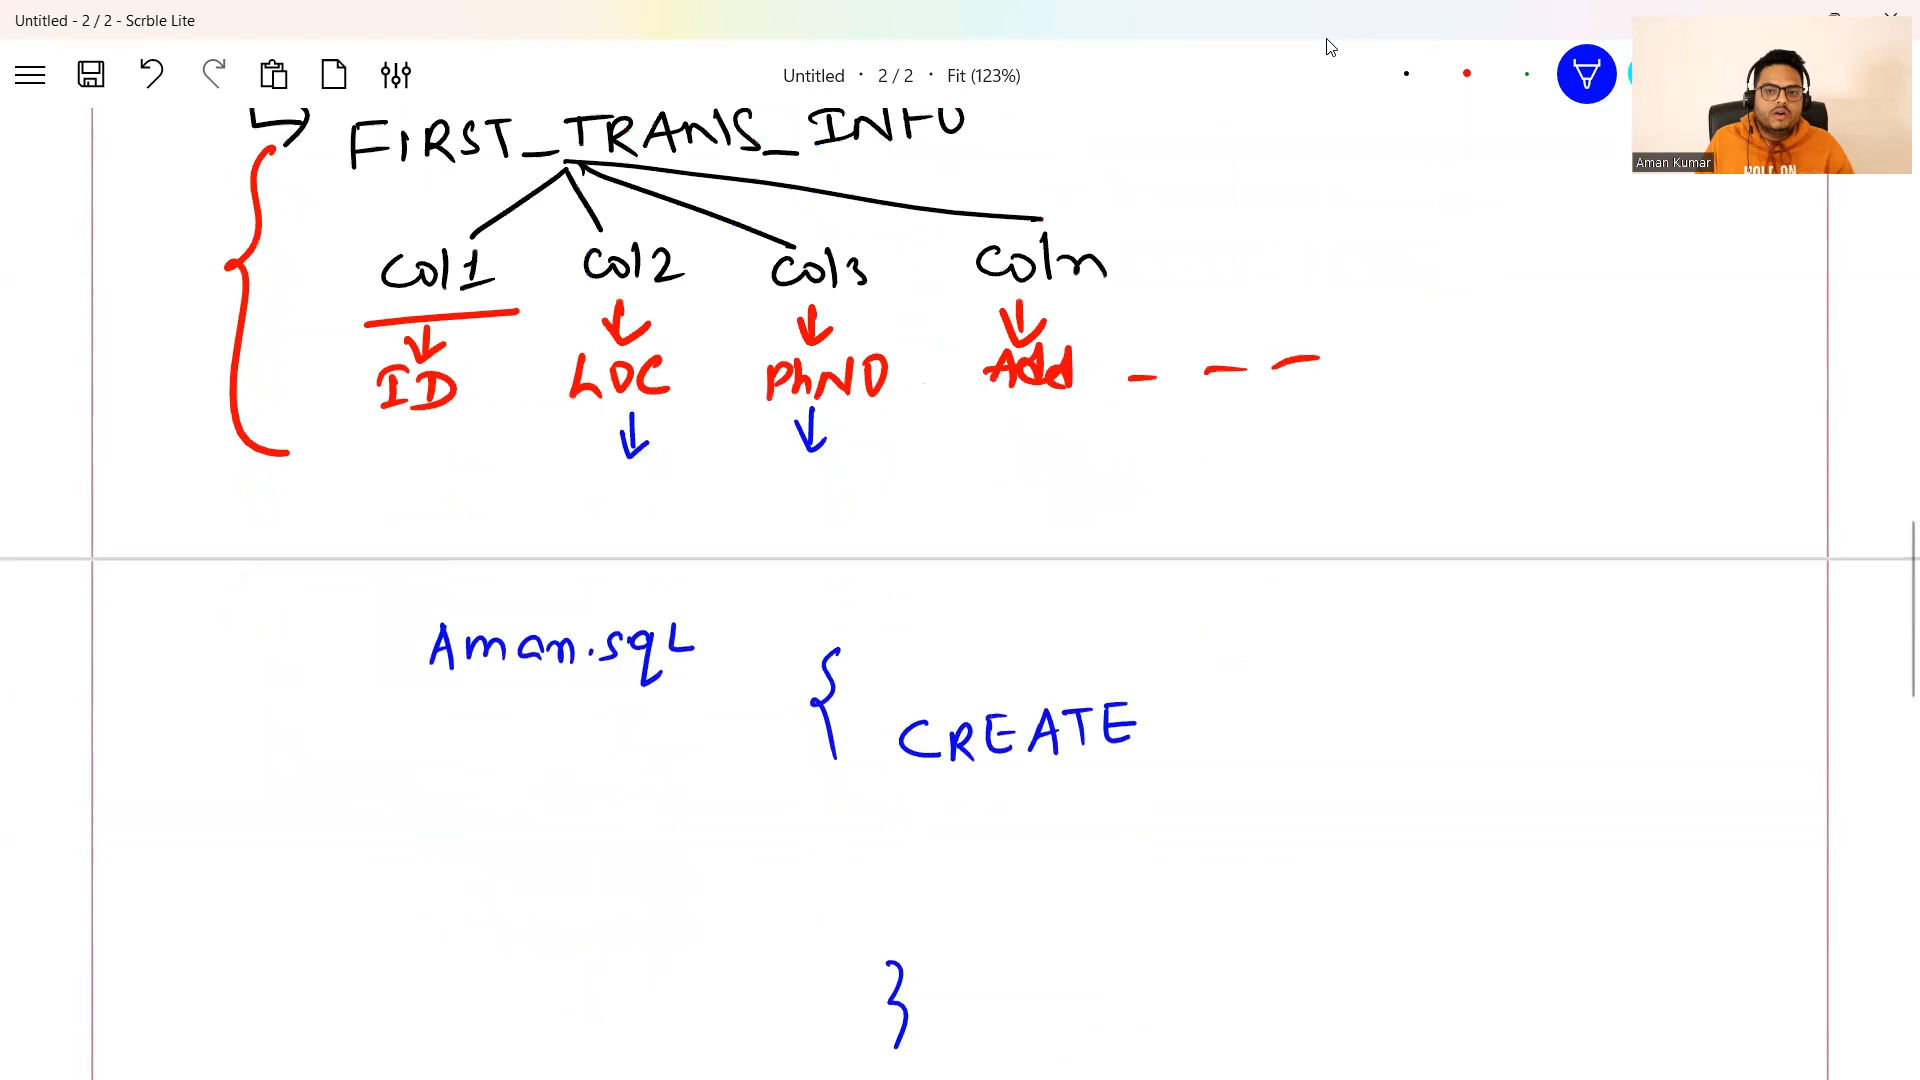 Untitled - 2 / 2 - Scrble Lite
Untitled • 2 / 2 • Fit (123%)
Aman Kumar
FIRST_TRANS_INFO
Col1 Col2 Col3 Coln
ID LOC PhNO Add - - -
Aman.sqL { CREATE
}